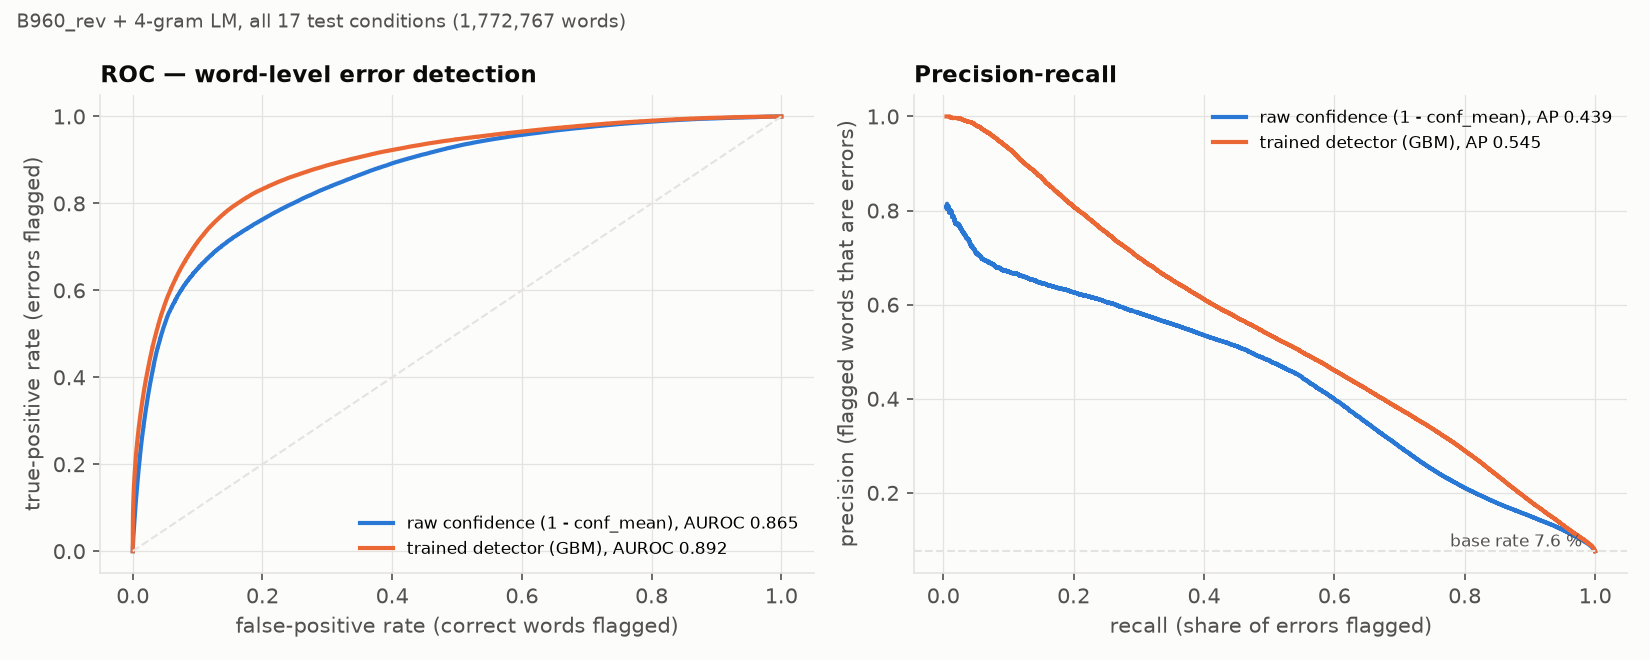 B960_rev + 4-gram LM, all 17 test conditions (1,772,767 words)
ROC — word-level error detection
true-positive rate (errors flagged)
1.0
0.8
0.6
0.4
0.2
0.0
raw confidence (1 - conf_mean), AUROC 0.865
trained detector (GBM), AUROC 0.892
0.0 0.2 0.4 0.6 0.8 1.0
false-positive rate (correct words flagged)
Precision-recall
precision (flagged words that are errors)
1.0
0.8
0.6
0.4
0.2
raw confidence (1 - conf_mean), AP 0.439
trained detector (GBM), AP 0.545
base rate 7.6 %
0.0 0.2 0.4 0.6 0.8 1.0
recall (share of errors flagged)